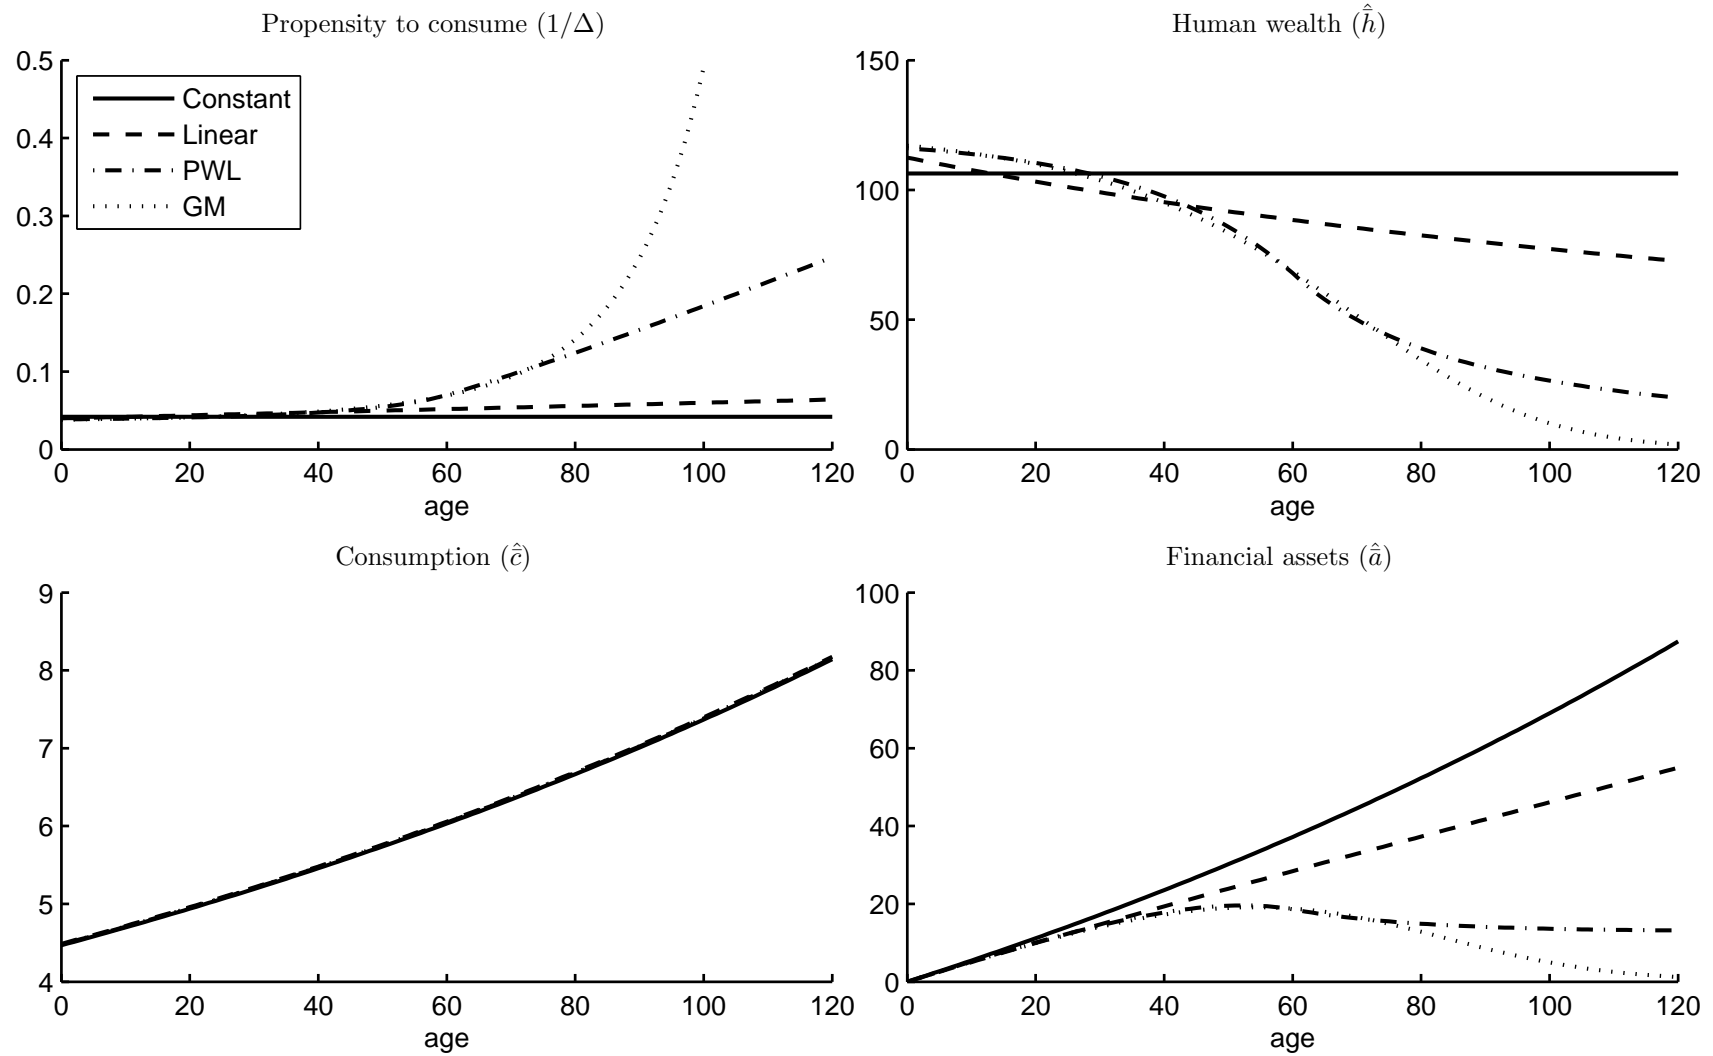 Propensity to consume (1/Δ)
0.5
0.4
0.3
0.2
0.1
0
Constant
Linear
PWL
GM
0 20 40 60 80 100 120
age
Human wealth (h̄̂)
150
100
50
0
0 20 40 60 80 100 120
age
Consumption (c̄̂)
9
8
7
6
5
4
0 20 40 60 80 100 120
age
Financial assets (ā̂)
100
80
60
40
20
0
0 20 40 60 80 100 120
age